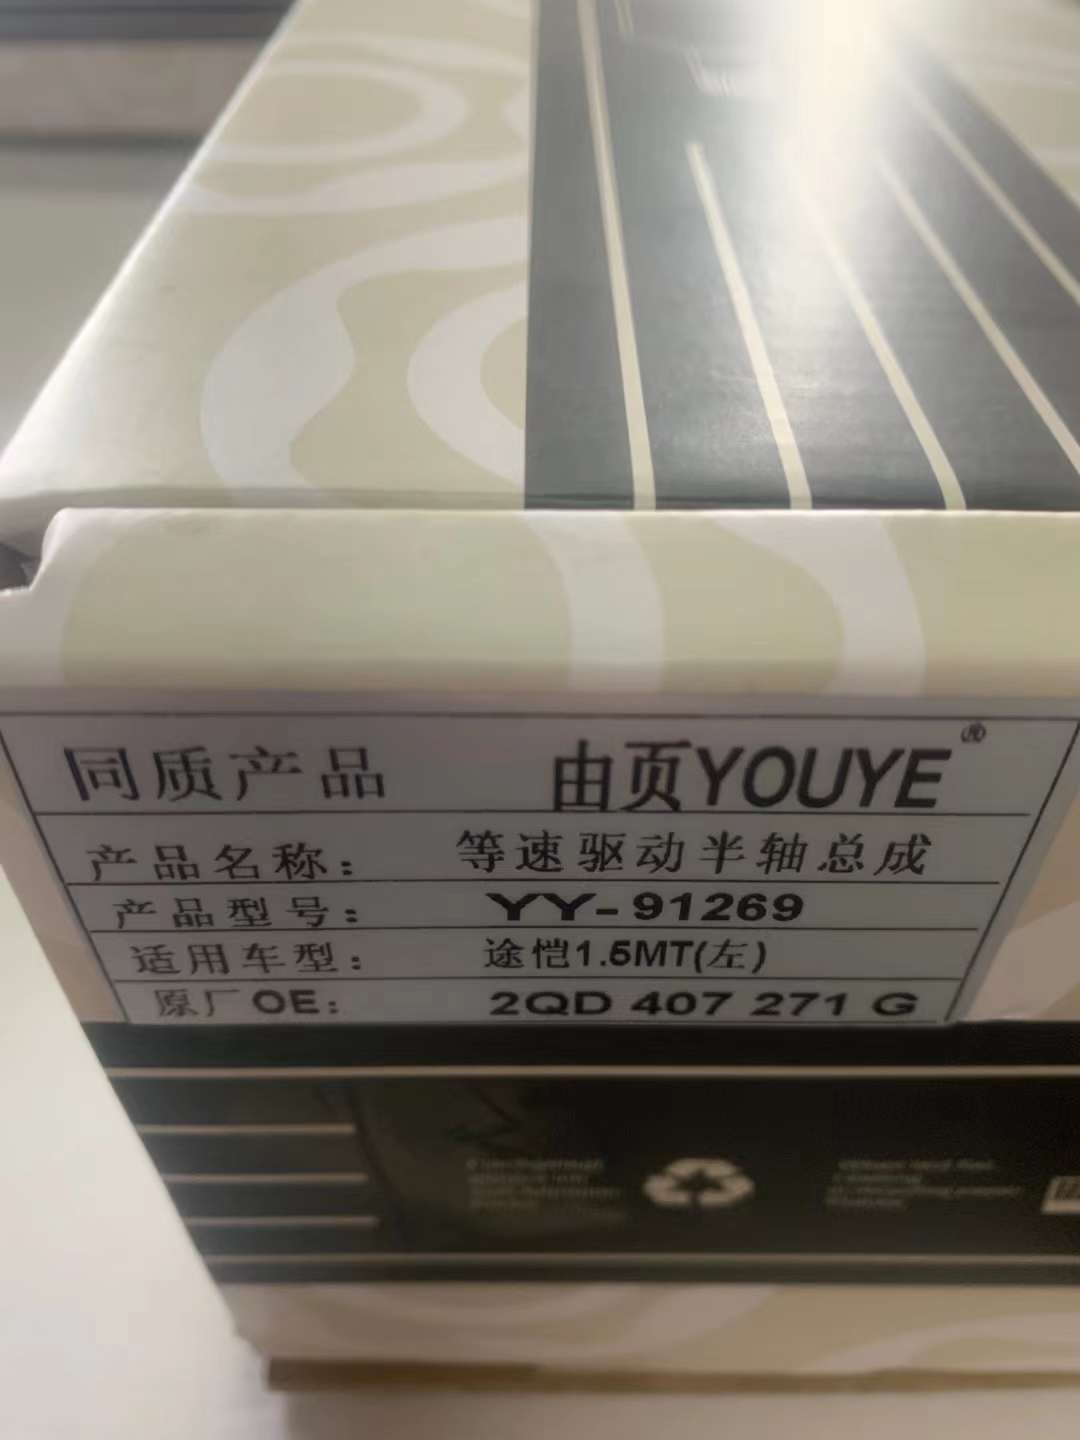 同质产品 由页YOUYE®
产品名称： 等速驱动半轴总成
产品型号： YY-91269
适用车型： 途恺1.5MT(左)
原厂OE： 2QD 407 271 G